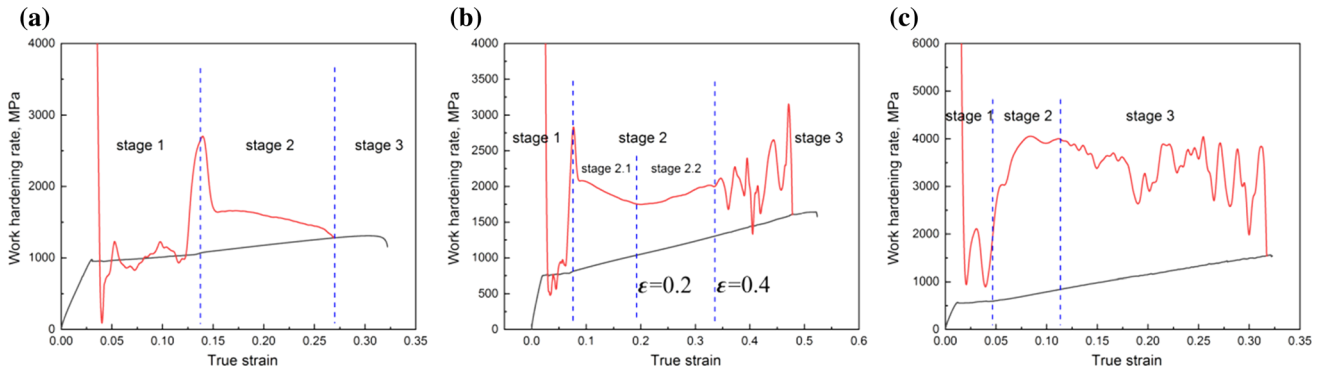 (a)
4000
3000
2000
1000
0
Work hardening rate, MPa
stage 1
stage 2
stage 3
0.00 0.05 0.10 0.15 0.20 0.25 0.30 0.35
True strain
(b)
4000
3500
3000
2500
2000
1750
1500
1250
1000
750
500
250
0
Work hardening rate, MPa
stage 1
stage 2
stage 3
stage 2.1
stage 2.2
ε=0.2
ε=0.4
0.0 0.1 0.2 0.3 0.4 0.5 0.6
True strain
(c)
6000
5000
4000
3000
2000
1000
0
Work hardening rate, MPa
stage 1
stage 2
stage 3
0.00 0.05 0.10 0.15 0.20 0.25 0.30 0.35
True strain